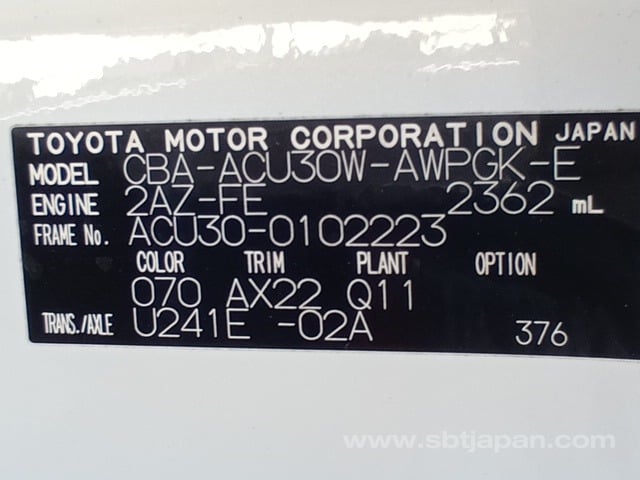 TOYOTA MOTOR CORPORATION JAPAN
MODEL CBA-ACU30W-AWPGK-E
ENGINE 2AZ-FE 2362 mL
FRAME No. ACU30-0102223
COLOR TRIM PLANT OPTION
070 AX22 Q11
TRANS./AXLE U241E -02A 376
www.sbtjapan.com